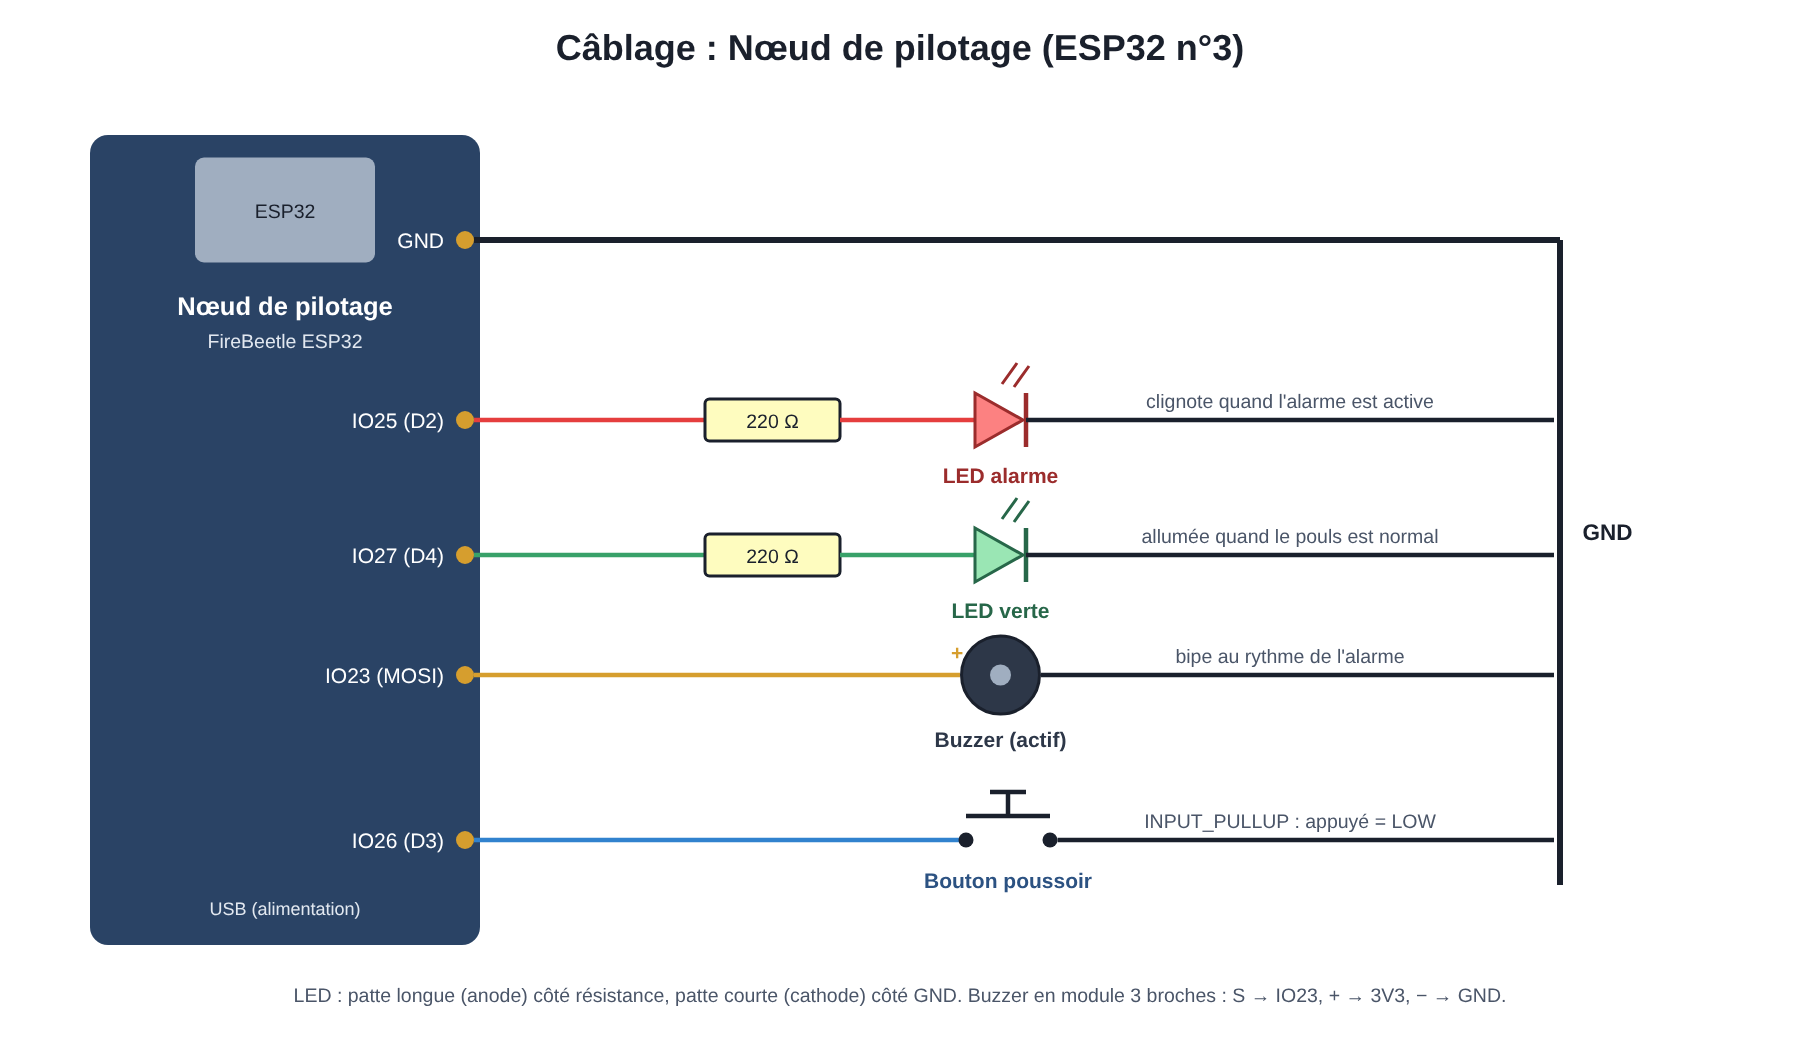 Câblage : Nœud de pilotage (ESP32 n°3)
ESP32
GND
Nœud de pilotage
FireBeetle ESP32
IO25 (D2)
220 Ω
clignote quand l'alarme est active
LED alarme
IO27 (D4)
220 Ω
allumée quand le pouls est normal
GND
LED verte
IO23 (MOSI)
+
bipe au rythme de l'alarme
Buzzer (actif)
IO26 (D3)
INPUT_PULLUP : appuyé = LOW
Bouton poussoir
USB (alimentation)
LED : patte longue (anode) côté résistance, patte courte (cathode) côté GND. Buzzer en module 3 broches : S → IO23, + → 3V3, − → GND.